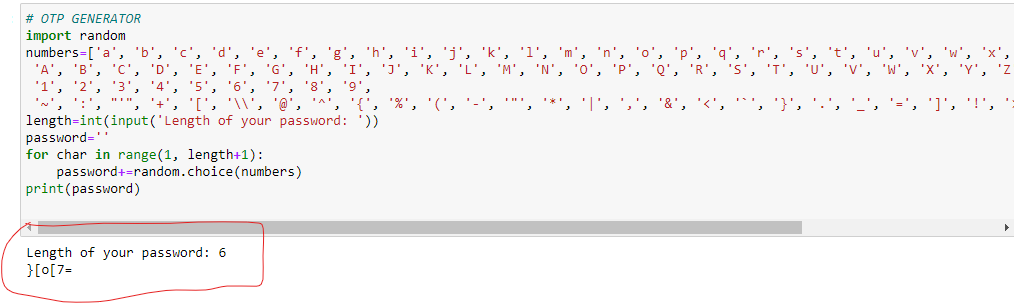 # OTP GENERATOR
import random
numbers=['a', 'b', 'c', 'd', 'e', 'f', 'g', 'h', 'i', 'j', 'k', 'l', 'm', 'n', 'o', 'p', 'q', 'r', 's', 't', 'u', 'v', 'w', 'x',
'A', 'B', 'C', 'D', 'E', 'F', 'G', 'H', 'I', 'J', 'K', 'L', 'M', 'N', 'O', 'P', 'Q', 'R', 'S', 'T', 'U', 'V', 'W', 'X', 'Y', 'Z
'1', '2', '3', '4', '5', '6', '7', '8', '9',
'~', ':', "'", '+', '[', '\\', '@', '^', '{', '%', '(', '-', '"', '*', '|', ',', '&', '<', '`', '}', '.', '_', '=', ']', '!',
length=int(input('Length of your password: '))
password=''
for char in range(1, length+1):
    password+=random.choice(numbers)
print(password)
Length of your password: 6
}[o[7=